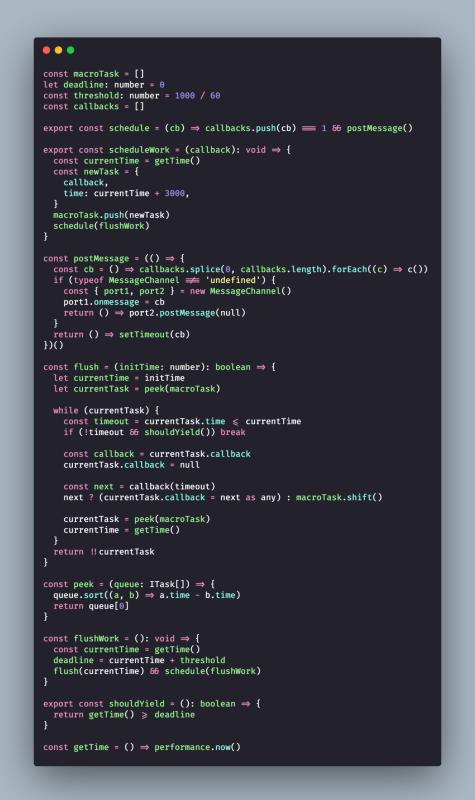 const macroTask = []
let deadline: number = 0
const threshold: number = 1000 / 60
const callbacks = []

export const schedule = (cb) => callbacks.push(cb) === 1 && postMessage()

export const scheduleWork = (callback): void => {
  const currentTime = getTime()
  const newTask = {
    callback,
    time: currentTime + 3000,
  }
  macroTask.push(newTask)
  schedule(flushWork)
}

const postMessage = (() => {
  const cb = () => callbacks.splice(0, callbacks.length).forEach((c) => c())
  if (typeof MessageChannel !== 'undefined') {
    const { port1, port2 } = new MessageChannel()
    port1.onmessage = cb
    return () => port2.postMessage(null)
  }
  return () => setTimeout(cb)
})()

const flush = (initTime: number): boolean => {
  let currentTime = initTime
  let currentTask = peek(macroTask)

  while (currentTask) {
    const timeout = currentTask.time <= currentTime
    if (!timeout && shouldYield()) break

    const callback = currentTask.callback
    currentTask.callback = null

    const next = callback(timeout)
    next ? (currentTask.callback = next as any) : macroTask.shift()

    currentTask = peek(macroTask)
    currentTime = getTime()
  }
  return !!currentTask
}

const peek = (queue: ITask[]) => {
  queue.sort((a, b) => a.time - b.time)
  return queue[0]
}

const flushWork = (): void => {
  const currentTime = getTime()
  deadline = currentTime + threshold
  flush(currentTime) && schedule(flushWork)
}

export const shouldYield = (): boolean => {
  return getTime() >= deadline
}

const getTime = () => performance.now()